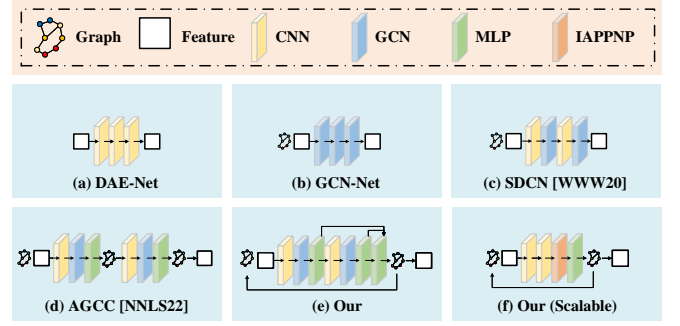 Graph Feature CNN GCN MLP IAPPNP
(a) DAE-Net (b) GCN-Net (c) SDCN [WWW20]
(d) AGCC [NNLS22] (e) Our (f) Our (Scalable)